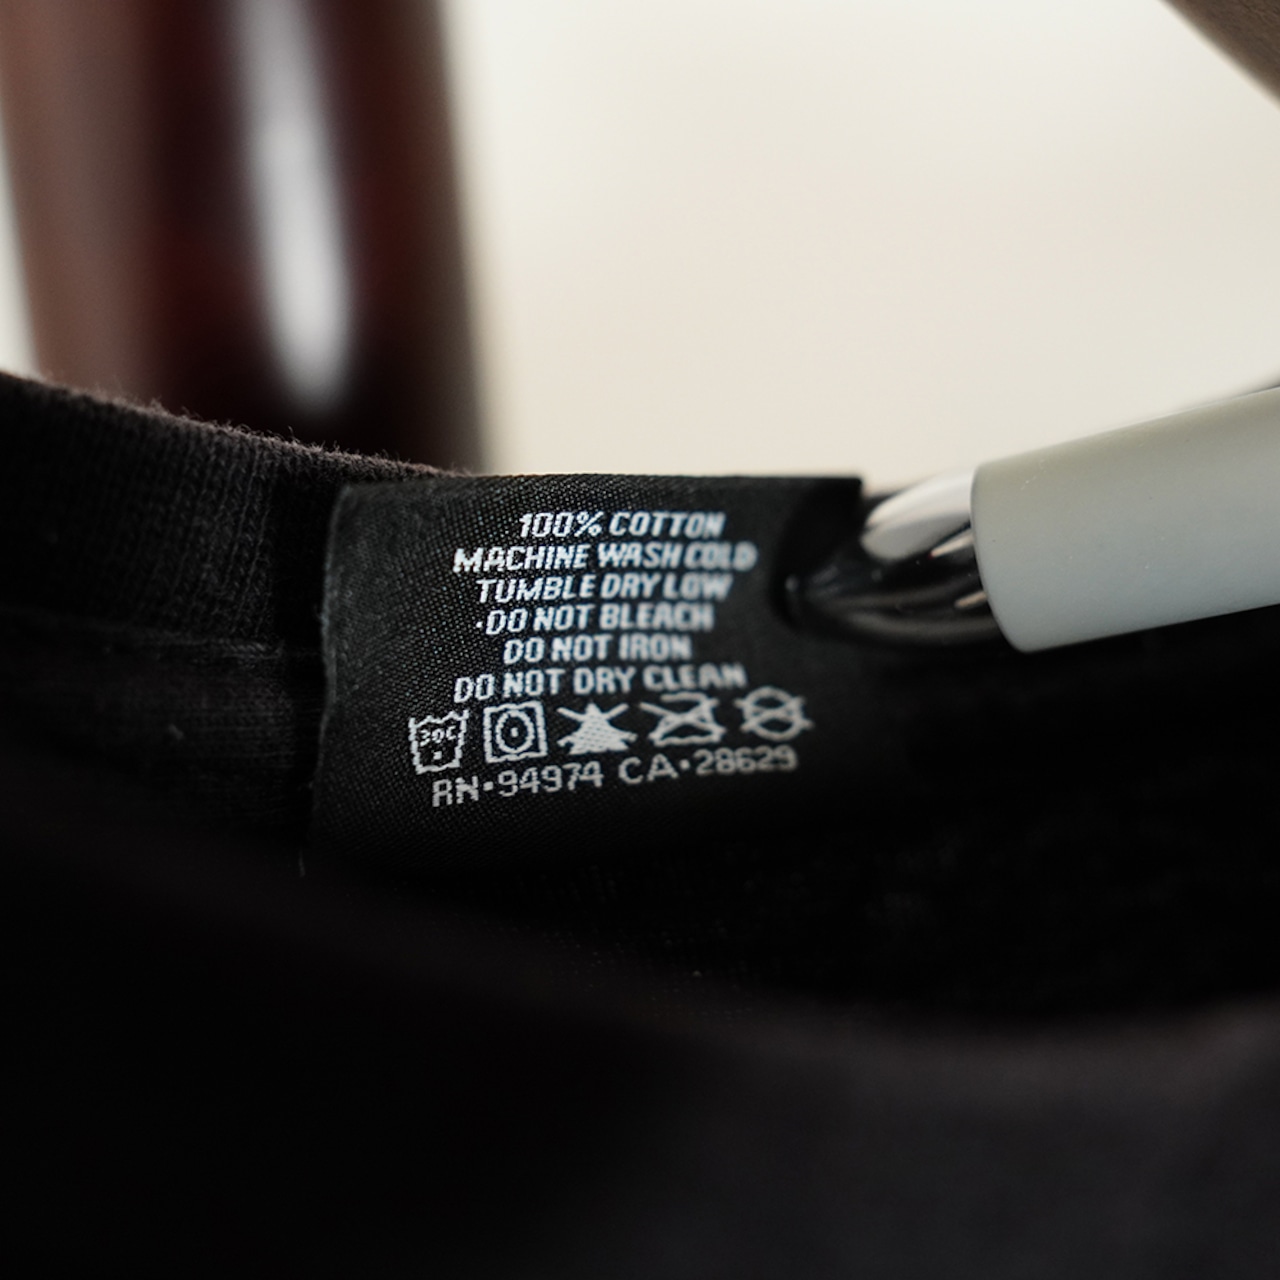 100% COTTON
MACHINE WASH COLD
TUMBLE DRY LOW
·DO NOT BLEACH
DO NOT IRON
DO NOT DRY CLEAN
30C
RN·94974 CA·28629